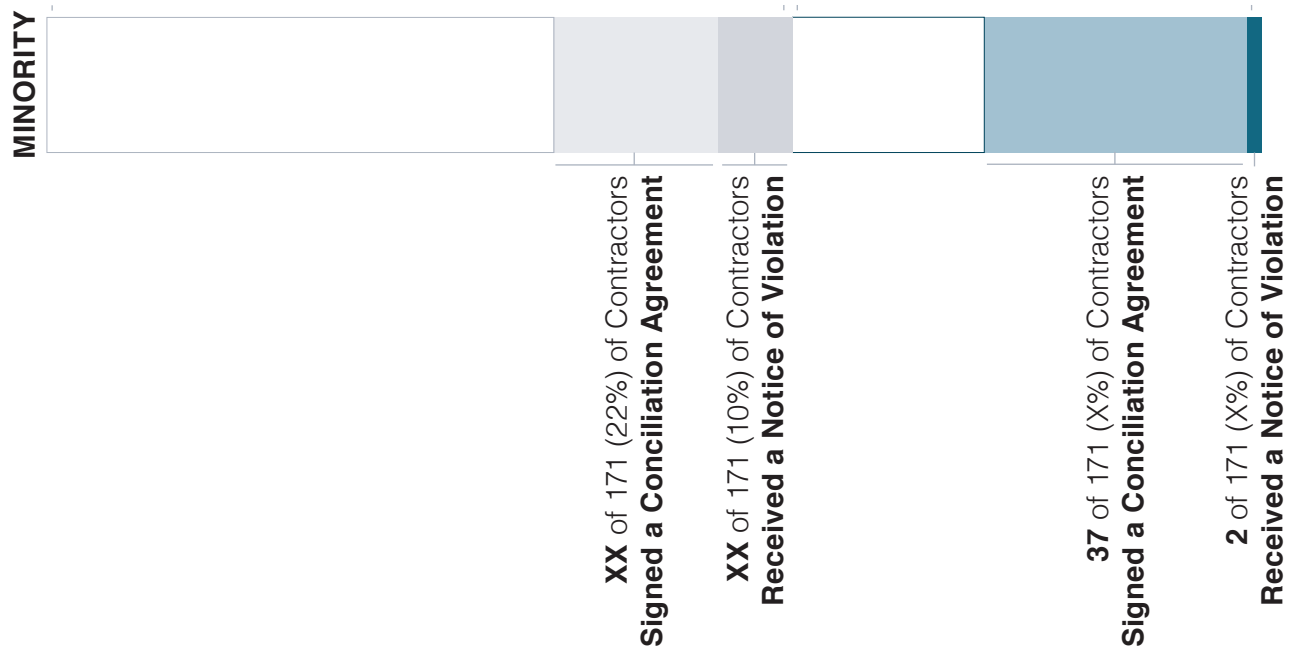 MINORITY
XX of 171 (22%) of Contractors
Signed a Conciliation Agreement
XX of 171 (10%) of Contractors
Received a Notice of Violation
37 of 171 (X%) of Contractors
Signed a Conciliation Agreement
2 of 171 (X%) of Contractors
Received a Notice of Violation